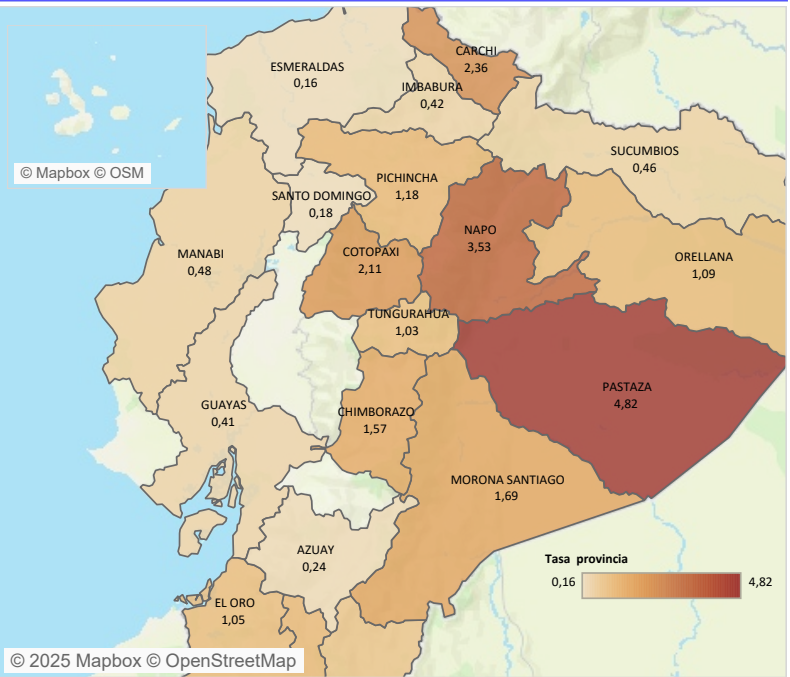 CARCHI
2,36
ESMERALDAS
0,16
IMBABURA
0,42
© Mapbox © OSM
SUCUMBIOS
0,46
PICHINCHA
1,18
SANTO DOMINGO
0,18
NAPO
3,53
MANABI
0,48
COTOPAXI
2,11
ORELLANA
1,09
TUNGURAHUA
1,03
PASTAZA
4,82
GUAYAS
0,41
CHIMBORAZO
1,57
MORONA SANTIAGO
1,69
AZUAY
0,24
Tasa provincia
0,16 4,82
EL ORO
1,05
© 2025 Mapbox © OpenStreetMap